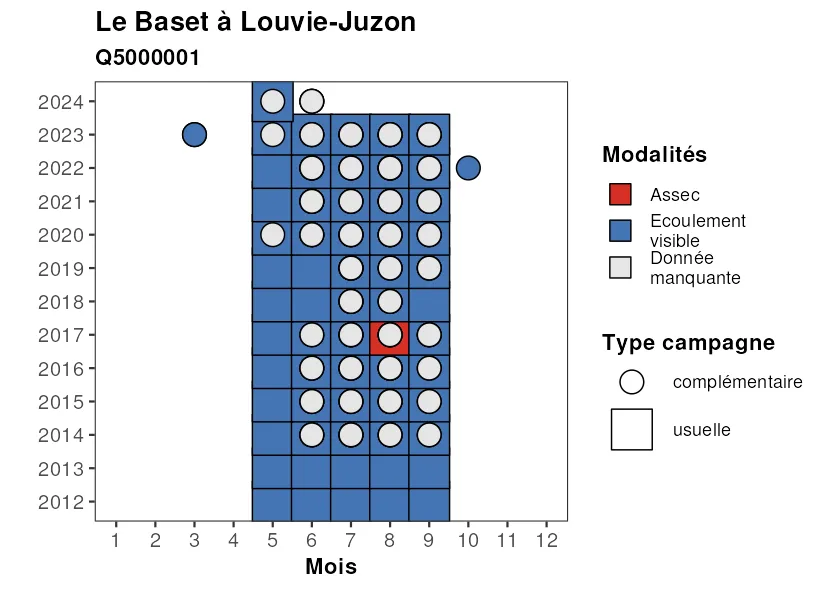 Le Baset à Louvie-Juzon
Q5000001
2024
2023
2022
2021
2020
2019
2018
2017
2016
2015
2014
2013
2012
1 2 3 4 5 6 7 8 9 10 11 12
Mois
Modalités
Assec
Ecoulement
visible
Donnée
manquante
Type campagne
complémentaire
usuelle